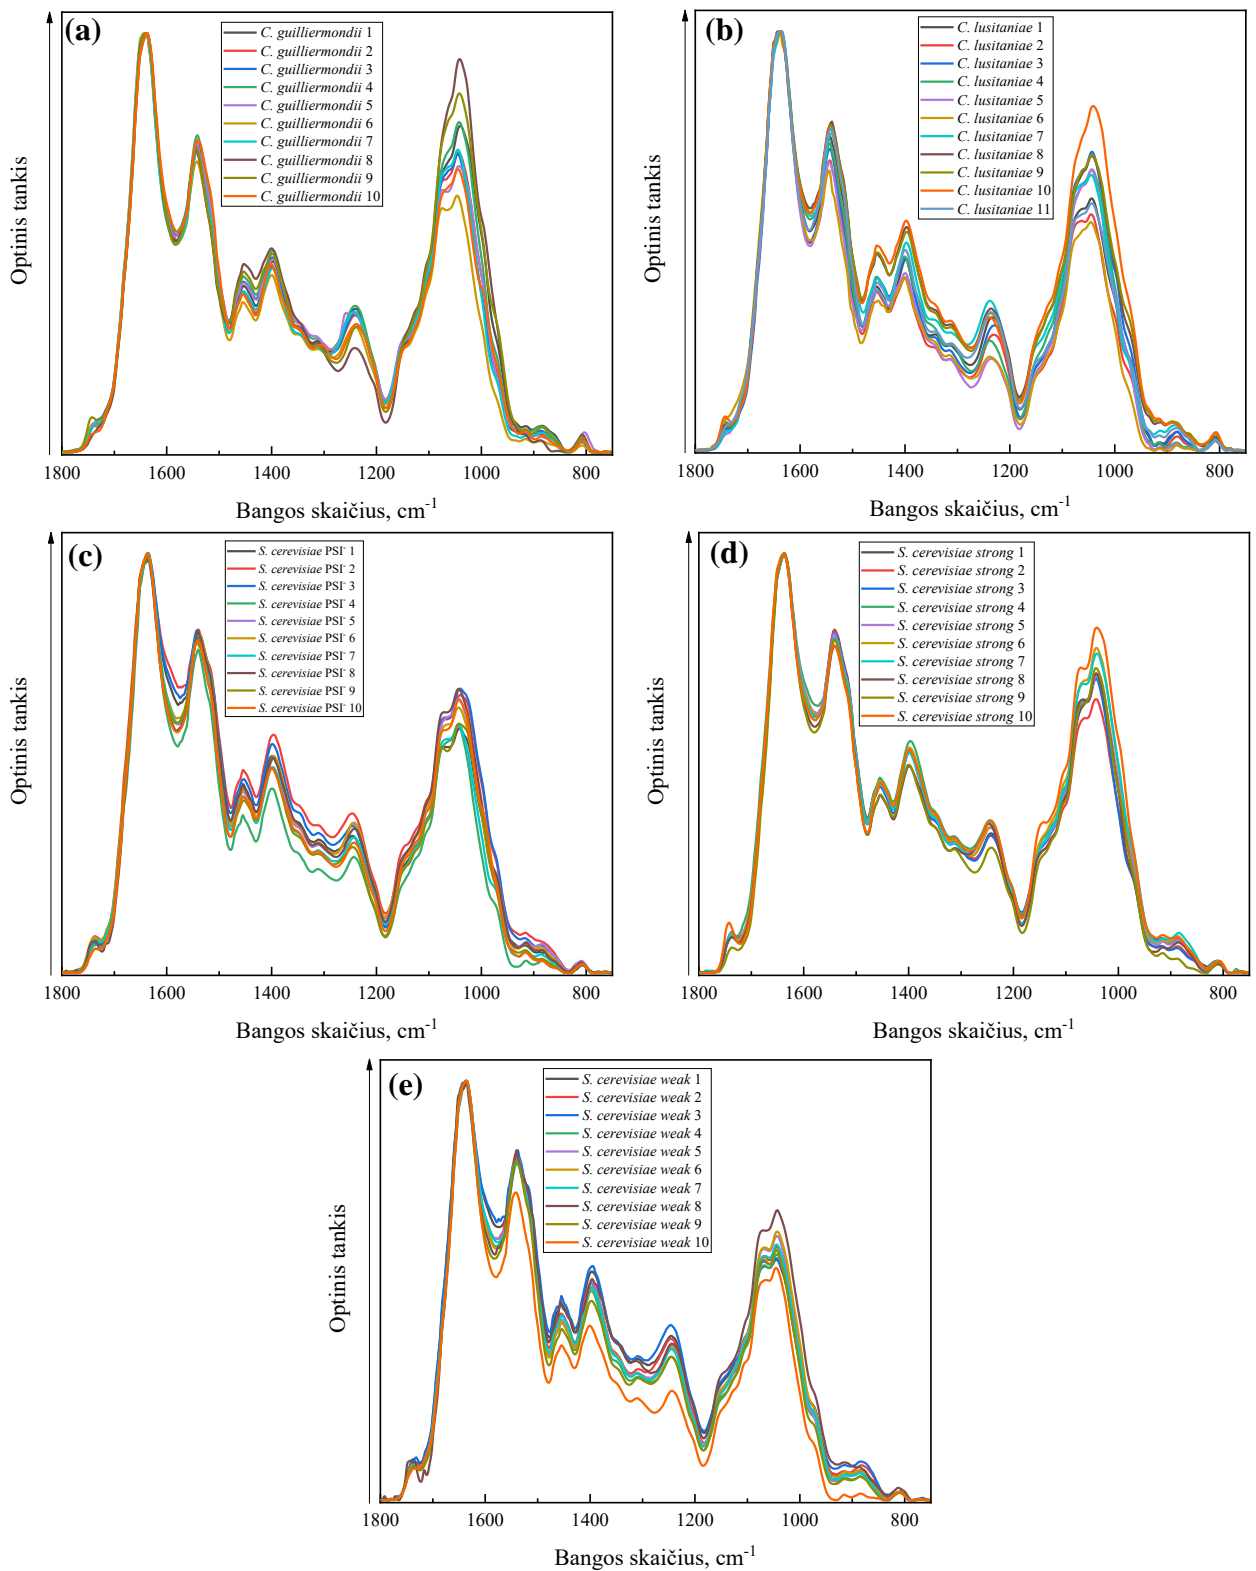 (a)
C. guilliermondii 1
C. guilliermondii 2
C. guilliermondii 3
C. guilliermondii 4
C. guilliermondii 5
C. guilliermondii 6
C. guilliermondii 7
C. guilliermondii 8
C. guilliermondii 9
C. guilliermondii 10
Optinis tankis
1800 1600 1400 1200 1000 800
Bangos skaičius, cm⁻¹
(b)
C. lusitaniae 1
C. lusitaniae 2
C. lusitaniae 3
C. lusitaniae 4
C. lusitaniae 5
C. lusitaniae 6
C. lusitaniae 7
C. lusitaniae 8
C. lusitaniae 9
C. lusitaniae 10
C. lusitaniae 11
Optinis tankis
1800 1600 1400 1200 1000 800
Bangos skaičius, cm⁻¹
(c)
S. cerevisiae PSI⁻ 1
S. cerevisiae PSI⁻ 2
S. cerevisiae PSI⁻ 3
S. cerevisiae PSI⁻ 4
S. cerevisiae PSI⁻ 5
S. cerevisiae PSI⁻ 6
S. cerevisiae PSI⁻ 7
S. cerevisiae PSI⁻ 8
S. cerevisiae PSI⁻ 9
S. cerevisiae PSI⁻ 10
Optinis tankis
1800 1600 1400 1200 1000 800
Bangos skaičius, cm⁻¹
(d)
S. cerevisiae strong 1
S. cerevisiae strong 2
S. cerevisiae strong 3
S. cerevisiae strong 4
S. cerevisiae strong 5
S. cerevisiae strong 6
S. cerevisiae strong 7
S. cerevisiae strong 8
S. cerevisiae strong 9
S. cerevisiae strong 10
Optinis tankis
1800 1600 1400 1200 1000 800
Bangos skaičius, cm⁻¹
(e)
S. cerevisiae weak 1
S. cerevisiae weak 2
S. cerevisiae weak 3
S. cerevisiae weak 4
S. cerevisiae weak 5
S. cerevisiae weak 6
S. cerevisiae weak 7
S. cerevisiae weak 8
S. cerevisiae weak 9
S. cerevisiae weak 10
Optinis tankis
1800 1600 1400 1200 1000 800
Bangos skaičius, cm⁻¹